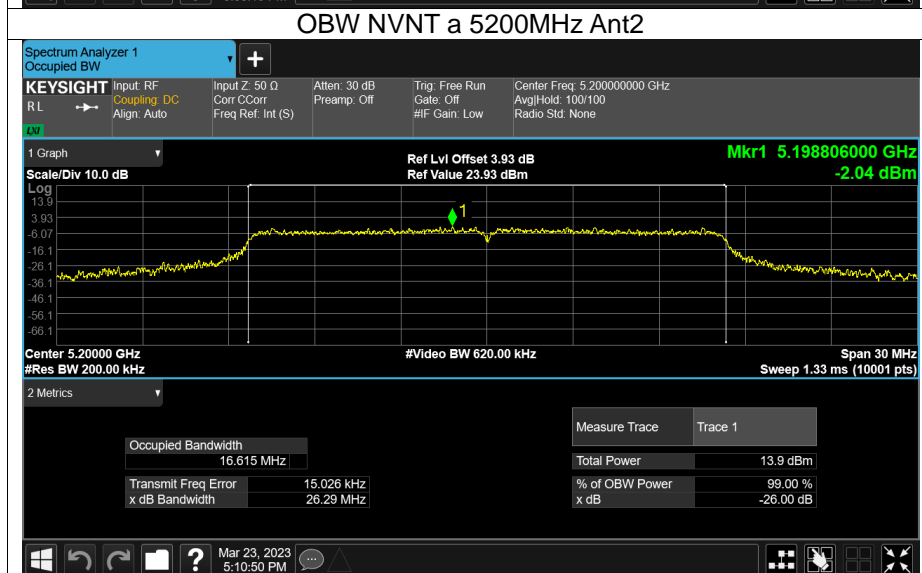 OBW NVNT a 5200MHz Ant2
Spectrum Analyzer 1
Occupied BW
+
KEYSIGHT Input: RF Input Z: 50 Ω Atten: 30 dB Trig: Free Run Center Freq: 5.200000000 GHz
R L Coupling: DC Corr CCorr Preamp: Off Gate: Off Avg|Hold: 100/100
Align: Auto Freq Ref: Int (S) #IF Gain: Low Radio Std: None
LXI
1 Graph Ref Lvl Offset 3.93 dB Mkr1 5.198806000 GHz
Scale/Div 10.0 dB Ref Value 23.93 dBm -2.04 dBm
Log
13.9
3.93
1
-6.07
-16.1
-26.1
-36.1
-46.1
-56.1
-66.1
Center 5.20000 GHz #Video BW 620.00 kHz Span 30 MHz
#Res BW 200.00 kHz Sweep 1.33 ms (10001 pts)
2 Metrics
Measure Trace Trace 1
Occupied Bandwidth
16.615 MHz Total Power 13.9 dBm
Transmit Freq Error 15.026 kHz % of OBW Power 99.00 %
x dB Bandwidth 26.29 MHz x dB -26.00 dB
? Mar 23, 2023
5:10:50 PM